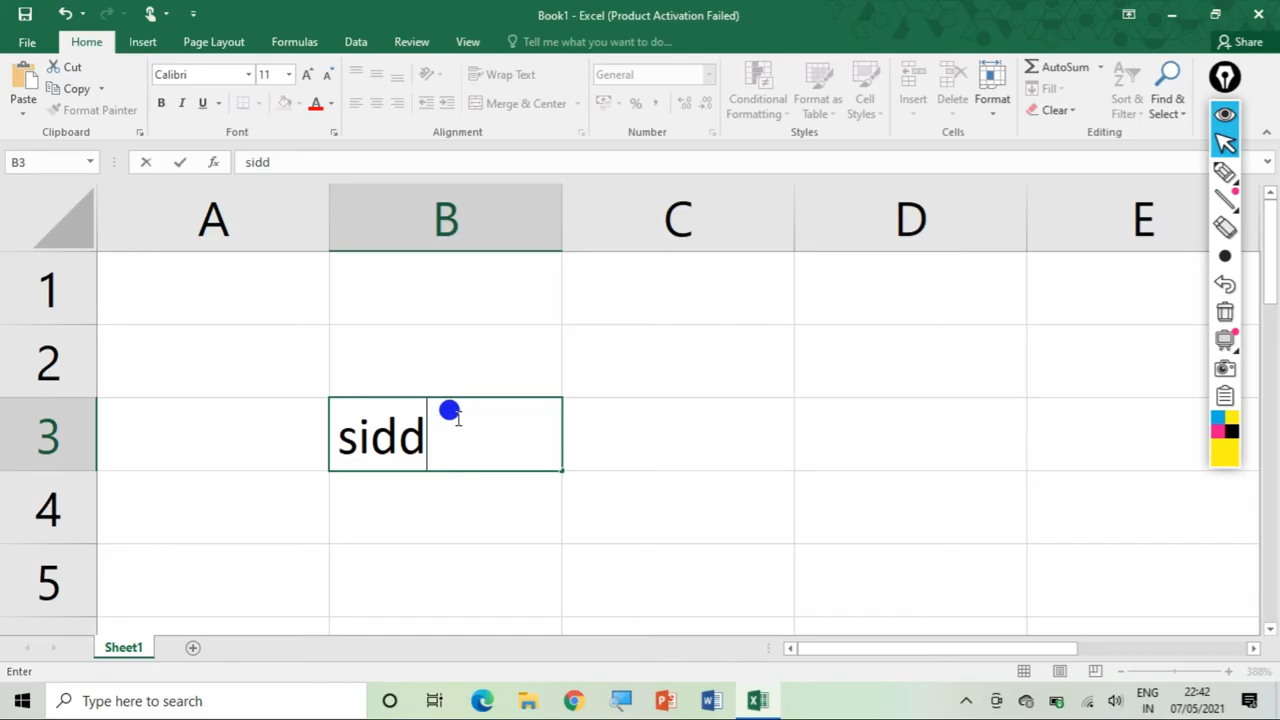 Book1 - Excel (Product Activation Failed)
File Home Insert Page Layout Formulas Data Review View Tell me what you want to do... Share
Paste Cut Copy Format Painter Clipboard
Calibri 11 B I U A Font
Wrap Text Merge & Center Alignment
General % Number
Conditional Formatting Format as Table Cell Styles Styles
Insert Delete Format Cells
AutoSum Fill Clear Sort & Filter Find & Select Editing
B3 fx sidd
A B C D E
1
2
3 sidd
4
5
Sheet1
Enter 388%
Type here to search ENG IN 22:42 07/05/2021